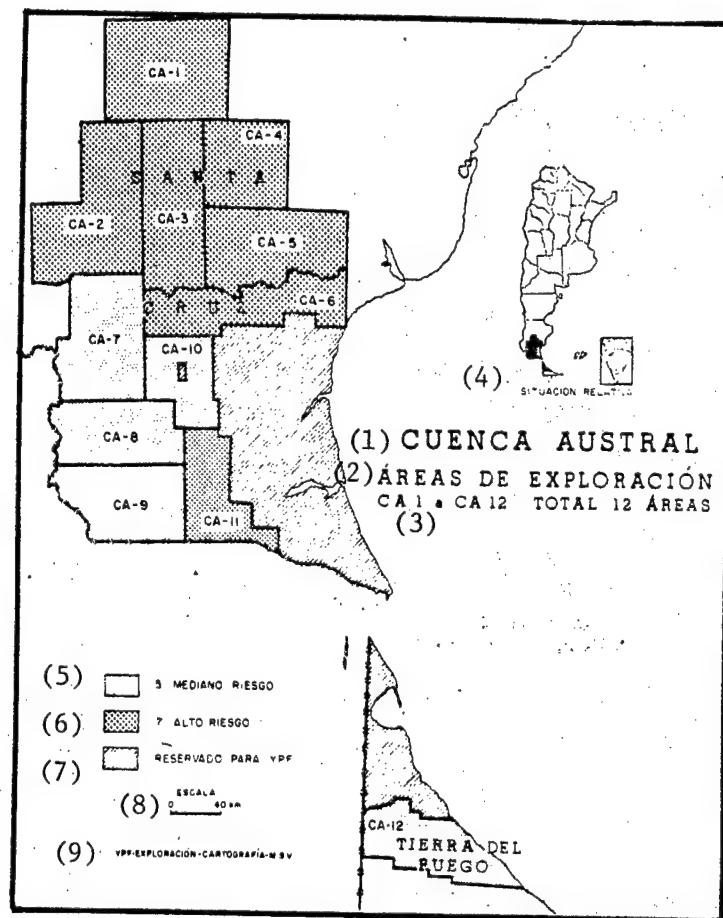 CA-1
CA-4
S A N T A
CA-2
CA-3
CA-5
C R U Z
CA-6
CA-7
CA-10
CA-8
CA-9
CA-11
(4)
SITUACION RELATIVA
(1) CUENCA AUSTRAL
(2) ÁREAS DE EXPLORACIÓN
CA 1 a CA 12 TOTAL 12 ÁREAS
(3)
(5) 5 MEDIANO RIESGO
(6) 7 ALTO RIESGO
(7) RESERVADO PARA YPF
(8) ESCALA
0 40 km
(9) YPF-EXPLORACIÓN-CARTOGRAFÍA-M.S.V
CA-12
TIERRA DEL
FUEGO